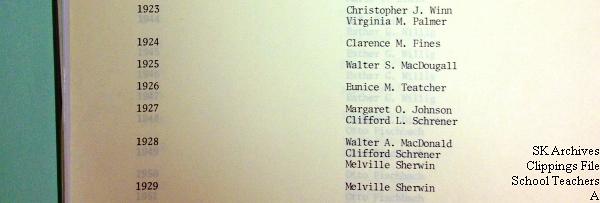 1923 Christopher J. Winn
Virginia M. Palmer
1924 Clarence M. Fines
1925 Walter S. MacDougall
1926 Eunice M. Teatcher
1927 Margaret O. Johnson
Clifford L. Schrener
1928 Walter A. MacDonald
Clifford Schrener
Melville Sherwin
1929 Melville Sherwin
SK Archives
Clippings File
School Teachers
A